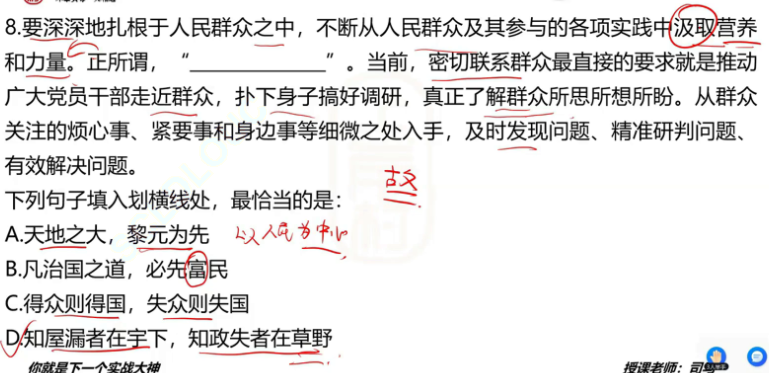 8.要深深地扎根于人民群众之中，不断从人民群众及其参与的各项实践中汲取营养
和力量。正所谓，“______________”。当前，密切联系群众最直接的要求就是推动
广大党员干部走近群众，扑下身子搞好调研，真正了解群众所思所想所盼。从群众
关注的烦心事、紧要事和身边事等细微之处入手，及时发现问题、精准研判问题、
有效解决问题。
古文
下列句子填入划横线处，最恰当的是：
A.天地之大，黎元为先 以人民为中心
B.凡治国之道，必先富民
C.得众则得国，失众则失国
D.知屋漏者在宇下，知政失者在草野
你就是下一个实战大神 授课老师：司梦